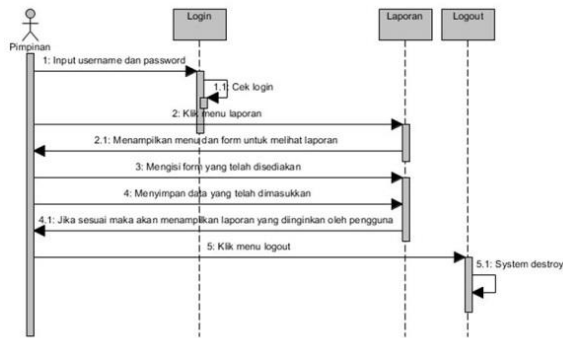 Login
Laporan
Logout
Pimpinan
1: Input username dan password
1.1: Cek login
2: Klik menu laporan
2.1: Menampilkan menu dan form untuk melihat laporan
3: Mengisi form yang telah disediakan
4: Menyimpan data yang telah dimasukkan
4.1: Jika sesuai maka akan menampilkan laporan yang diinginkan oleh pengguna
5: Klik menu logout
5.1: System destroy